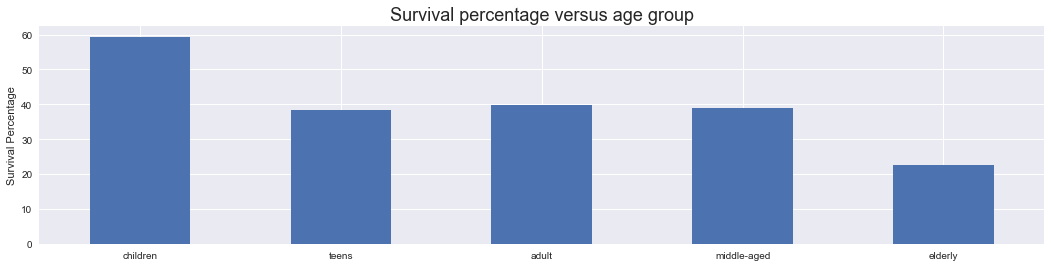 Survival percentage versus age group
Survival Percentage
60
50
40
30
20
10
0
children teens adult middle-aged elderly